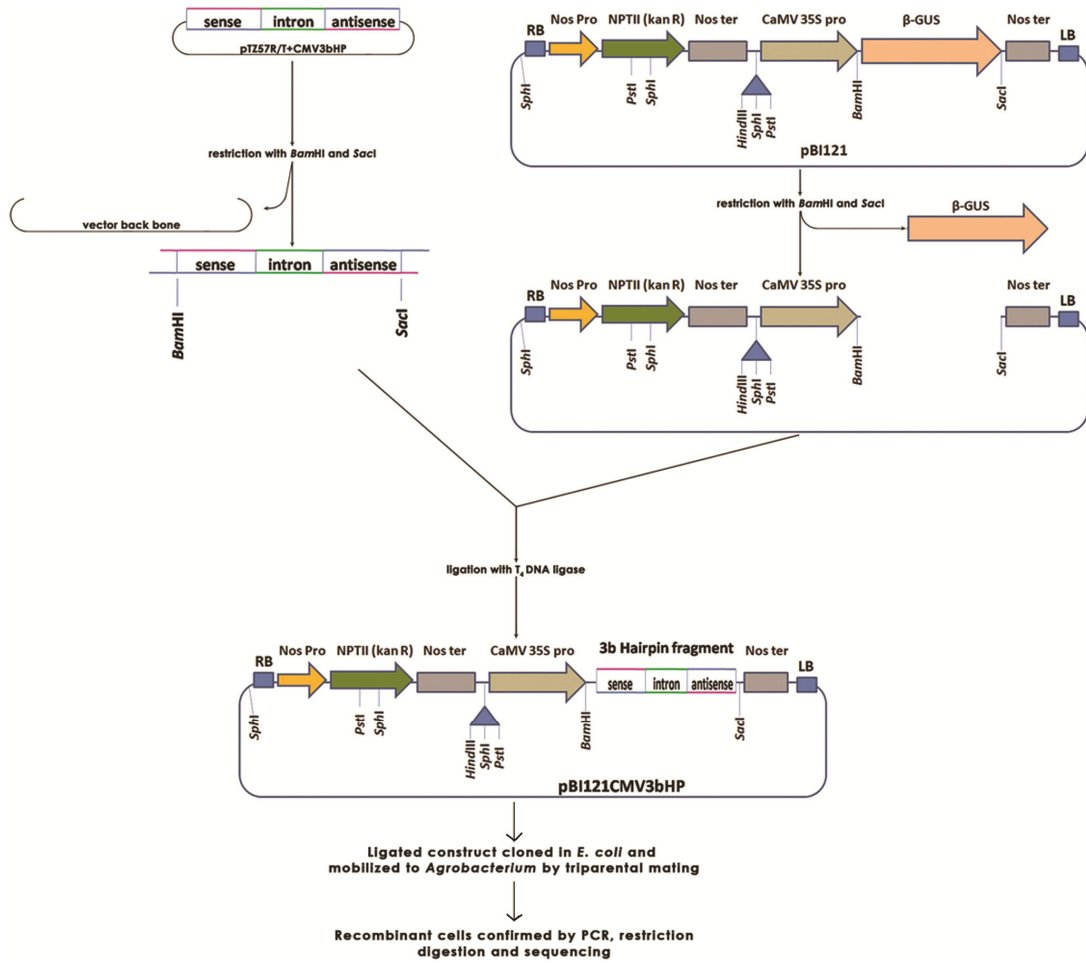 sense intron antisense
pTZ57R/T+CMV3bHP
restriction with BamHI and SacI
vector back bone
sense intron antisense
BamHI
SacI
RB Nos Pro NPTII (kan R) Nos ter CaMV 35S pro β-GUS Nos ter LB
SphI PstI SphI HindIII SphI PstI BamHI SacI
pBI121
restriction with BamHI and SacI
β-GUS
RB Nos Pro NPTII (kan R) Nos ter CaMV 35S pro Nos ter LB
SphI PstI SphI HindIII SphI PstI BamHI SacI
ligation with T4 DNA ligase
3b Hairpin fragment
RB Nos Pro NPTII (kan R) Nos ter CaMV 35S pro Nos ter LB
sense intron antisense
SphI PstI SphI HindIII SphI PstI BamHI SacI
pBI121CMV3bHP
Ligated construct cloned in E. coli and
mobilized to Agrobacterium by triparental mating
Recombinant cells confirmed by PCR, restriction
digestion and sequencing